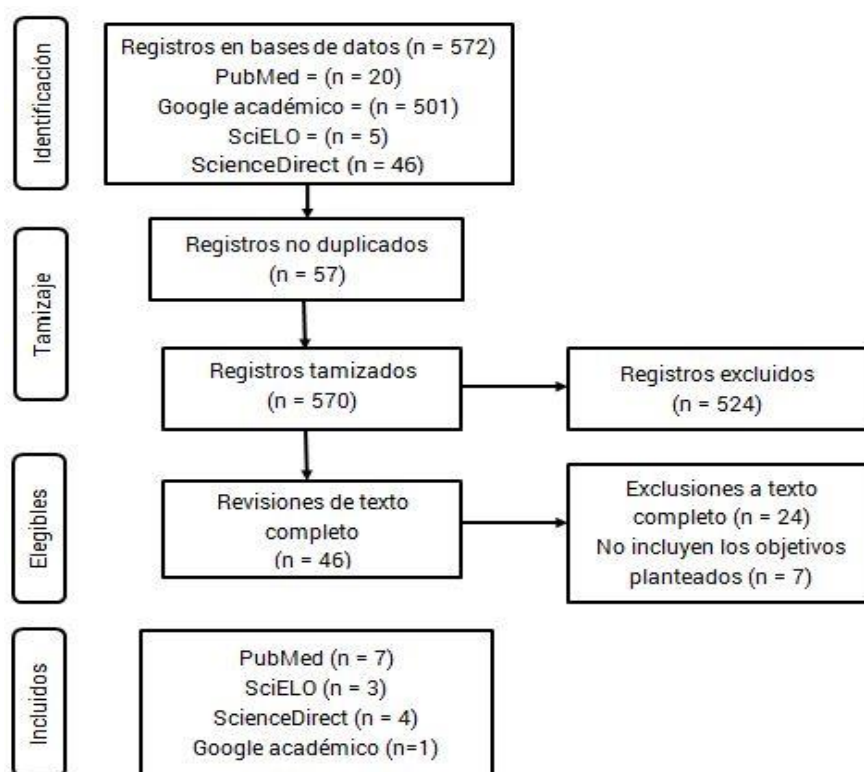 Identificación
Registros en bases de datos (n = 572)
PubMed = (n = 20)
Google académico = (n = 501)
SciELO = (n = 5)
ScienceDirect (n = 46)
Tamizaje
Registros no duplicados
(n = 57)
Registros tamizados
(n = 570)
Registros excluidos
(n = 524)
Elegibles
Revisiones de texto
completo
(n = 46)
Exclusiones a texto
completo (n = 24)
No incluyen los objetivos
planteados (n = 7)
Incluidos
PubMed (n = 7)
SciELO (n = 3)
ScienceDirect (n = 4)
Google académico (n=1)